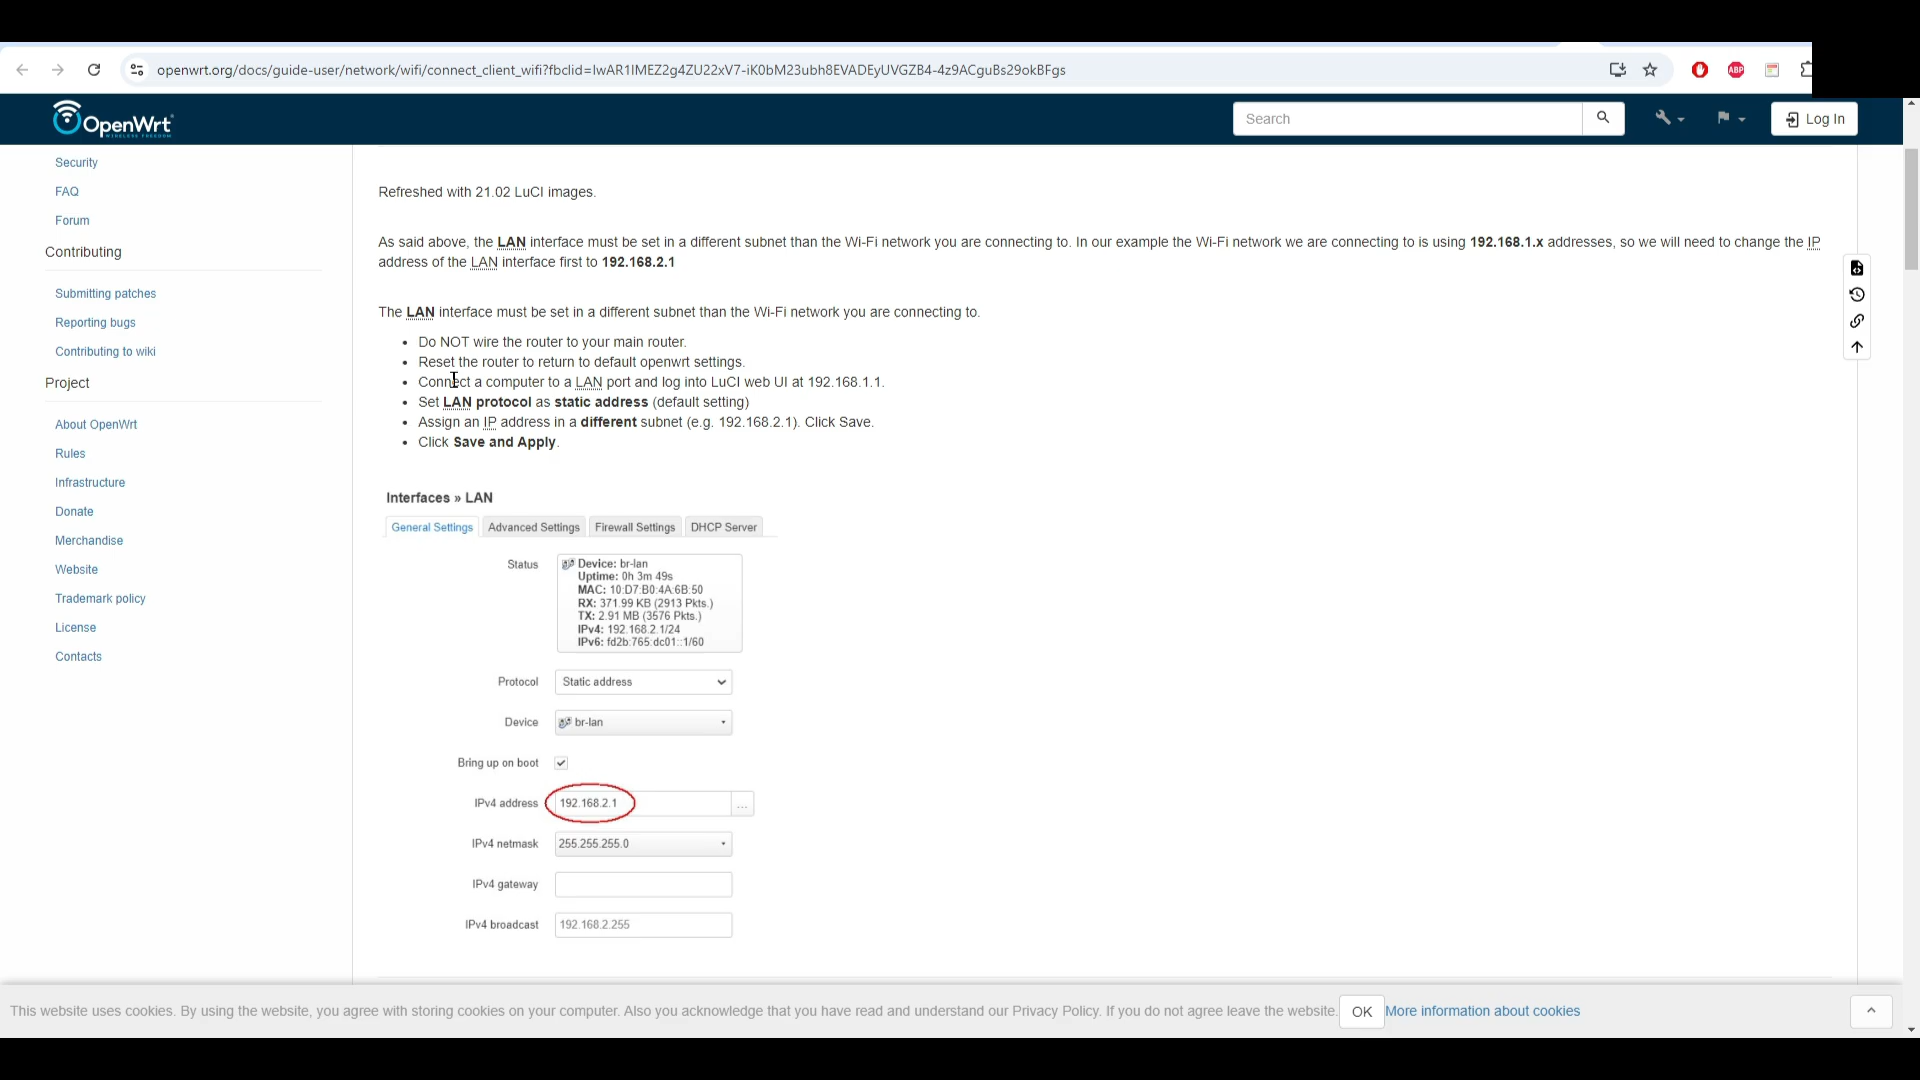 openwrt.org/docs/guide-user/network/wifi/connect_client_wifi?fbclid=IwAR1IMEZ2g4ZU22xV7-iK0bM23ubh8EVADEyUVGZB4-4z9ACguBs29okBFgs
ABP
OpenWrt
WIRELESS FREEDOM
Search
Log In
Security
FAQ
Forum
Contributing
Submitting patches
Reporting bugs
Contributing to wiki
Project
About OpenWrt
Rules
Infrastructure
Donate
Merchandise
Website
Trademark policy
License
Contacts
Refreshed with 21.02 LuCI images.
As said above, the LAN interface must be set in a different subnet than the Wi-Fi network you are connecting to. In our example the Wi-Fi network we are connecting to is using 192.168.1.x addresses, so we will need to change the IP
address of the LAN interface first to 192.168.2.1
The LAN interface must be set in a different subnet than the Wi-Fi network you are connecting to.
• Do NOT wire the router to your main router.
• Reset the router to return to default openwrt settings.
• Connect a computer to a LAN port and log into LuCI web UI at 192.168.1.1.
• Set LAN protocol as static address (default setting)
• Assign an IP address in a different subnet (e.g. 192.168.2.1). Click Save.
• Click Save and Apply.
Interfaces » LAN
General Settings Advanced Settings Firewall Settings DHCP Server
Status
Device: br-lan
Uptime: 0h 3m 49s
MAC: 10:D7:B0:4A:6B:50
RX: 371.99 KB (2913 Pkts.)
TX: 2.91 MB (3576 Pkts.)
IPv4: 192.168.2.1/24
IPv6: fd2b:765:dc01::1/60
Protocol Static address
Device br-lan
Bring up on boot
IPv4 address 192.168.2.1 ...
IPv4 netmask 255.255.255.0
IPv4 gateway
IPv4 broadcast 192.168.2.255
This website uses cookies. By using the website, you agree with storing cookies on your computer. Also you acknowledge that you have read and understand our Privacy Policy. If you do not agree leave the website. OK More information about cookies